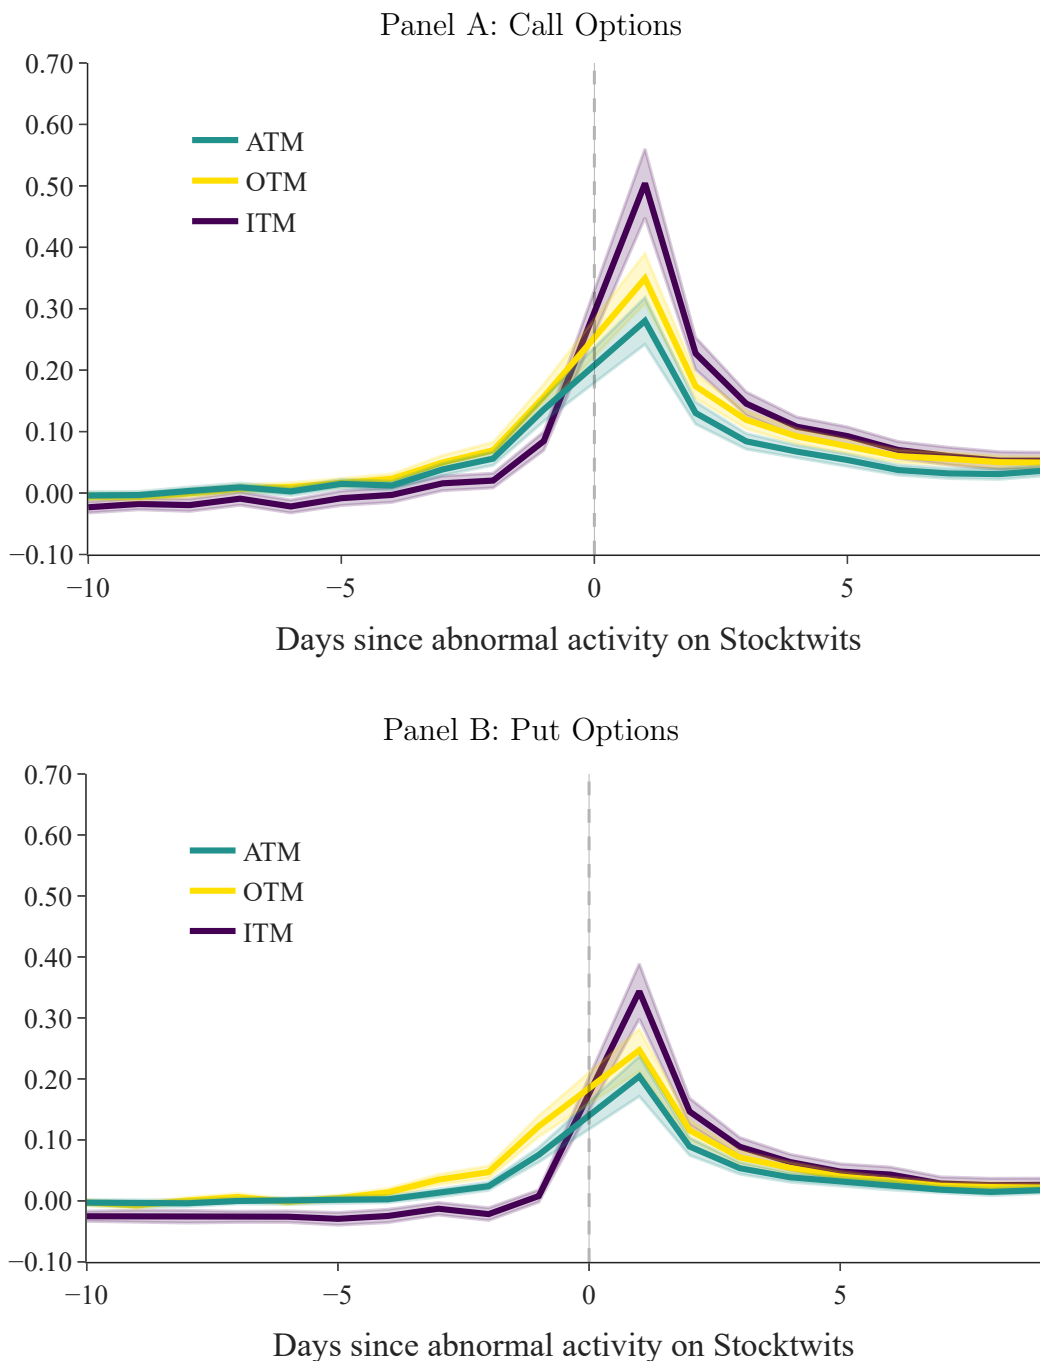 Panel A: Call Options
0.70
0.60
ATM
0.50
OTM
ITM
0.40
0.30
0.20
0.10
0.00
−0.10
−10 −5 0 5
Days since abnormal activity on Stocktwits
Panel B: Put Options
0.70
0.60
ATM
0.50
OTM
ITM
0.40
0.30
0.20
0.10
0.00
−0.10
−10 −5 0 5
Days since abnormal activity on Stocktwits